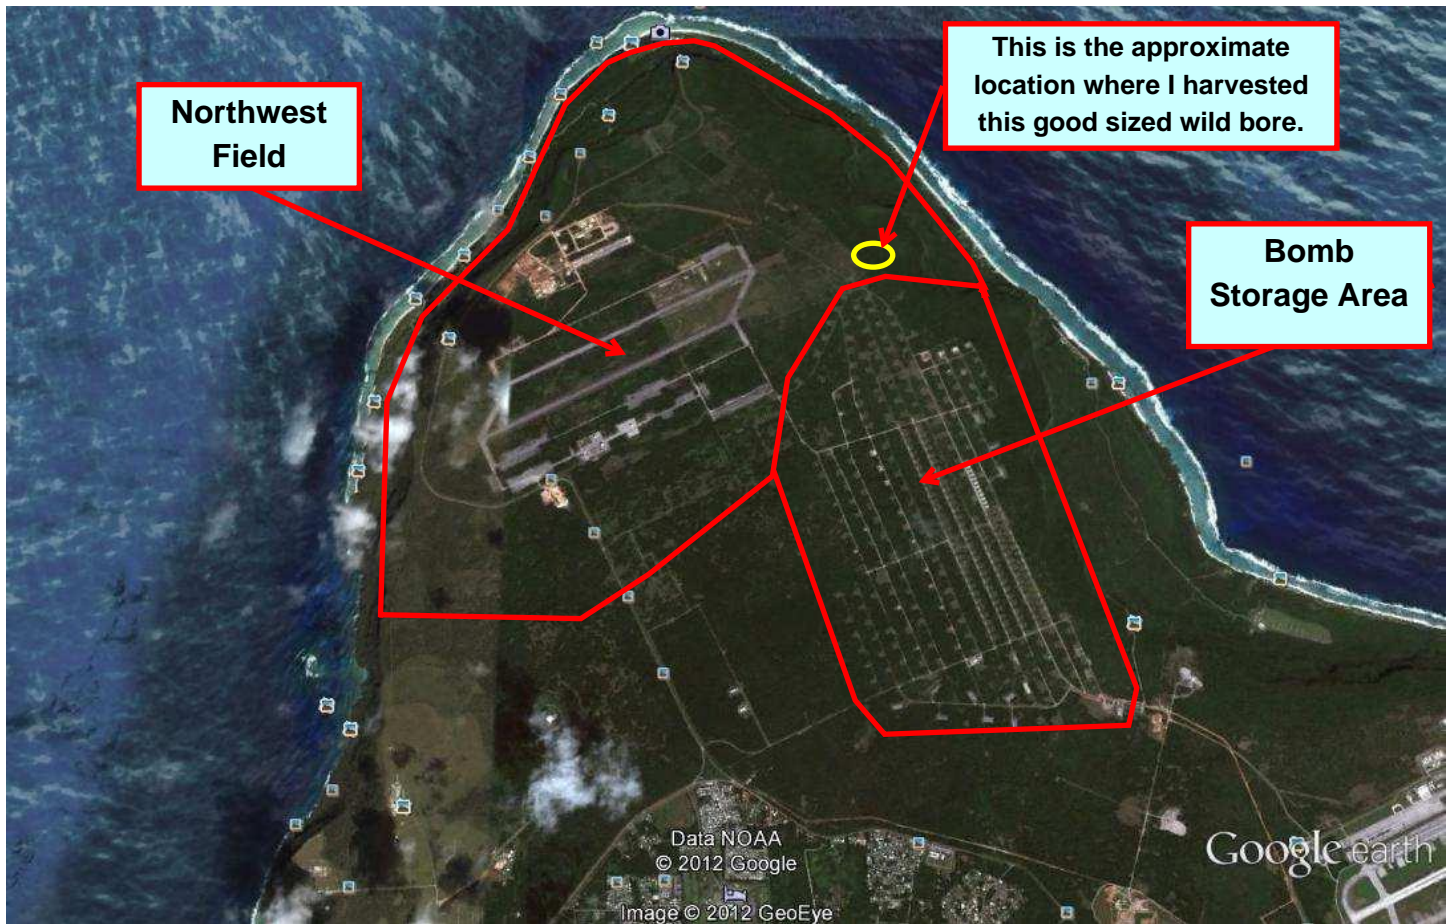 This is the approximate
location where I harvested
this good sized wild bore.
Northwest
Field
Bomb
Storage Area
Data NOAA
© 2012 Google
Image © 2012 GeoEye
Google earth